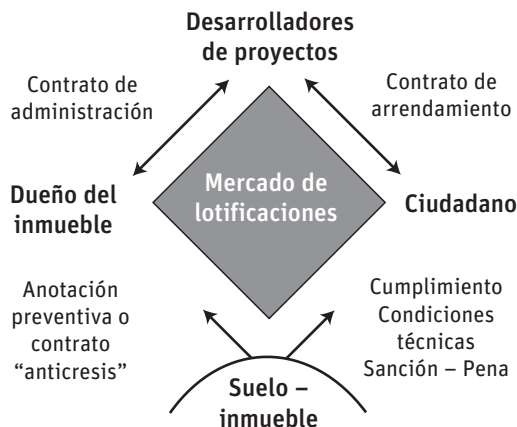 Desarrolladores
de proyectos
Contrato de
administración
Contrato de
arrendamiento
Dueño del
inmueble
Mercado de
lotificaciones
Ciudadano
Anotación
preventiva o
contrato
“anticresis”
Cumplimiento
Condiciones
técnicas
Sanción – Pena
Suelo –
inmueble